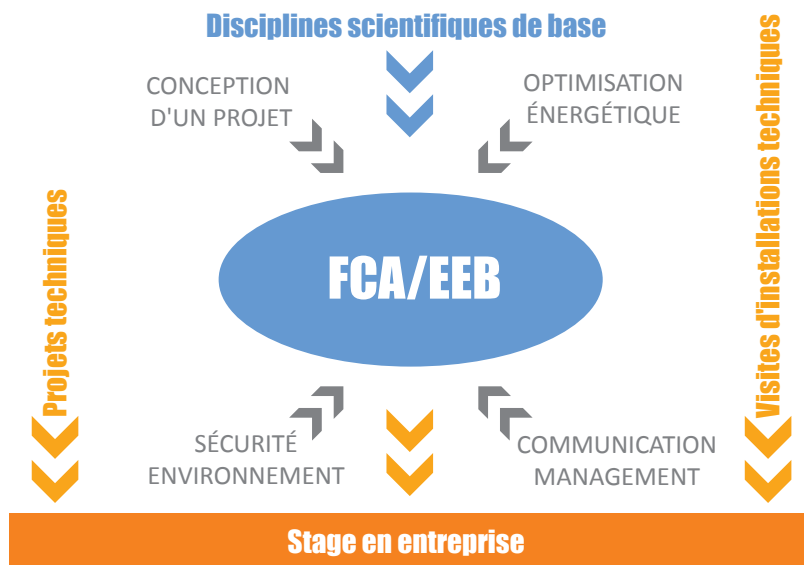 Disciplines scientifiques de base
CONCEPTION
D'UN PROJET
OPTIMISATION
ÉNERGÉTIQUE
Projets techniques
FCA/EEB
Visites d'installations techniques
SÉCURITÉ
ENVIRONNEMENT
COMMUNICATION
MANAGEMENT
Stage en entreprise